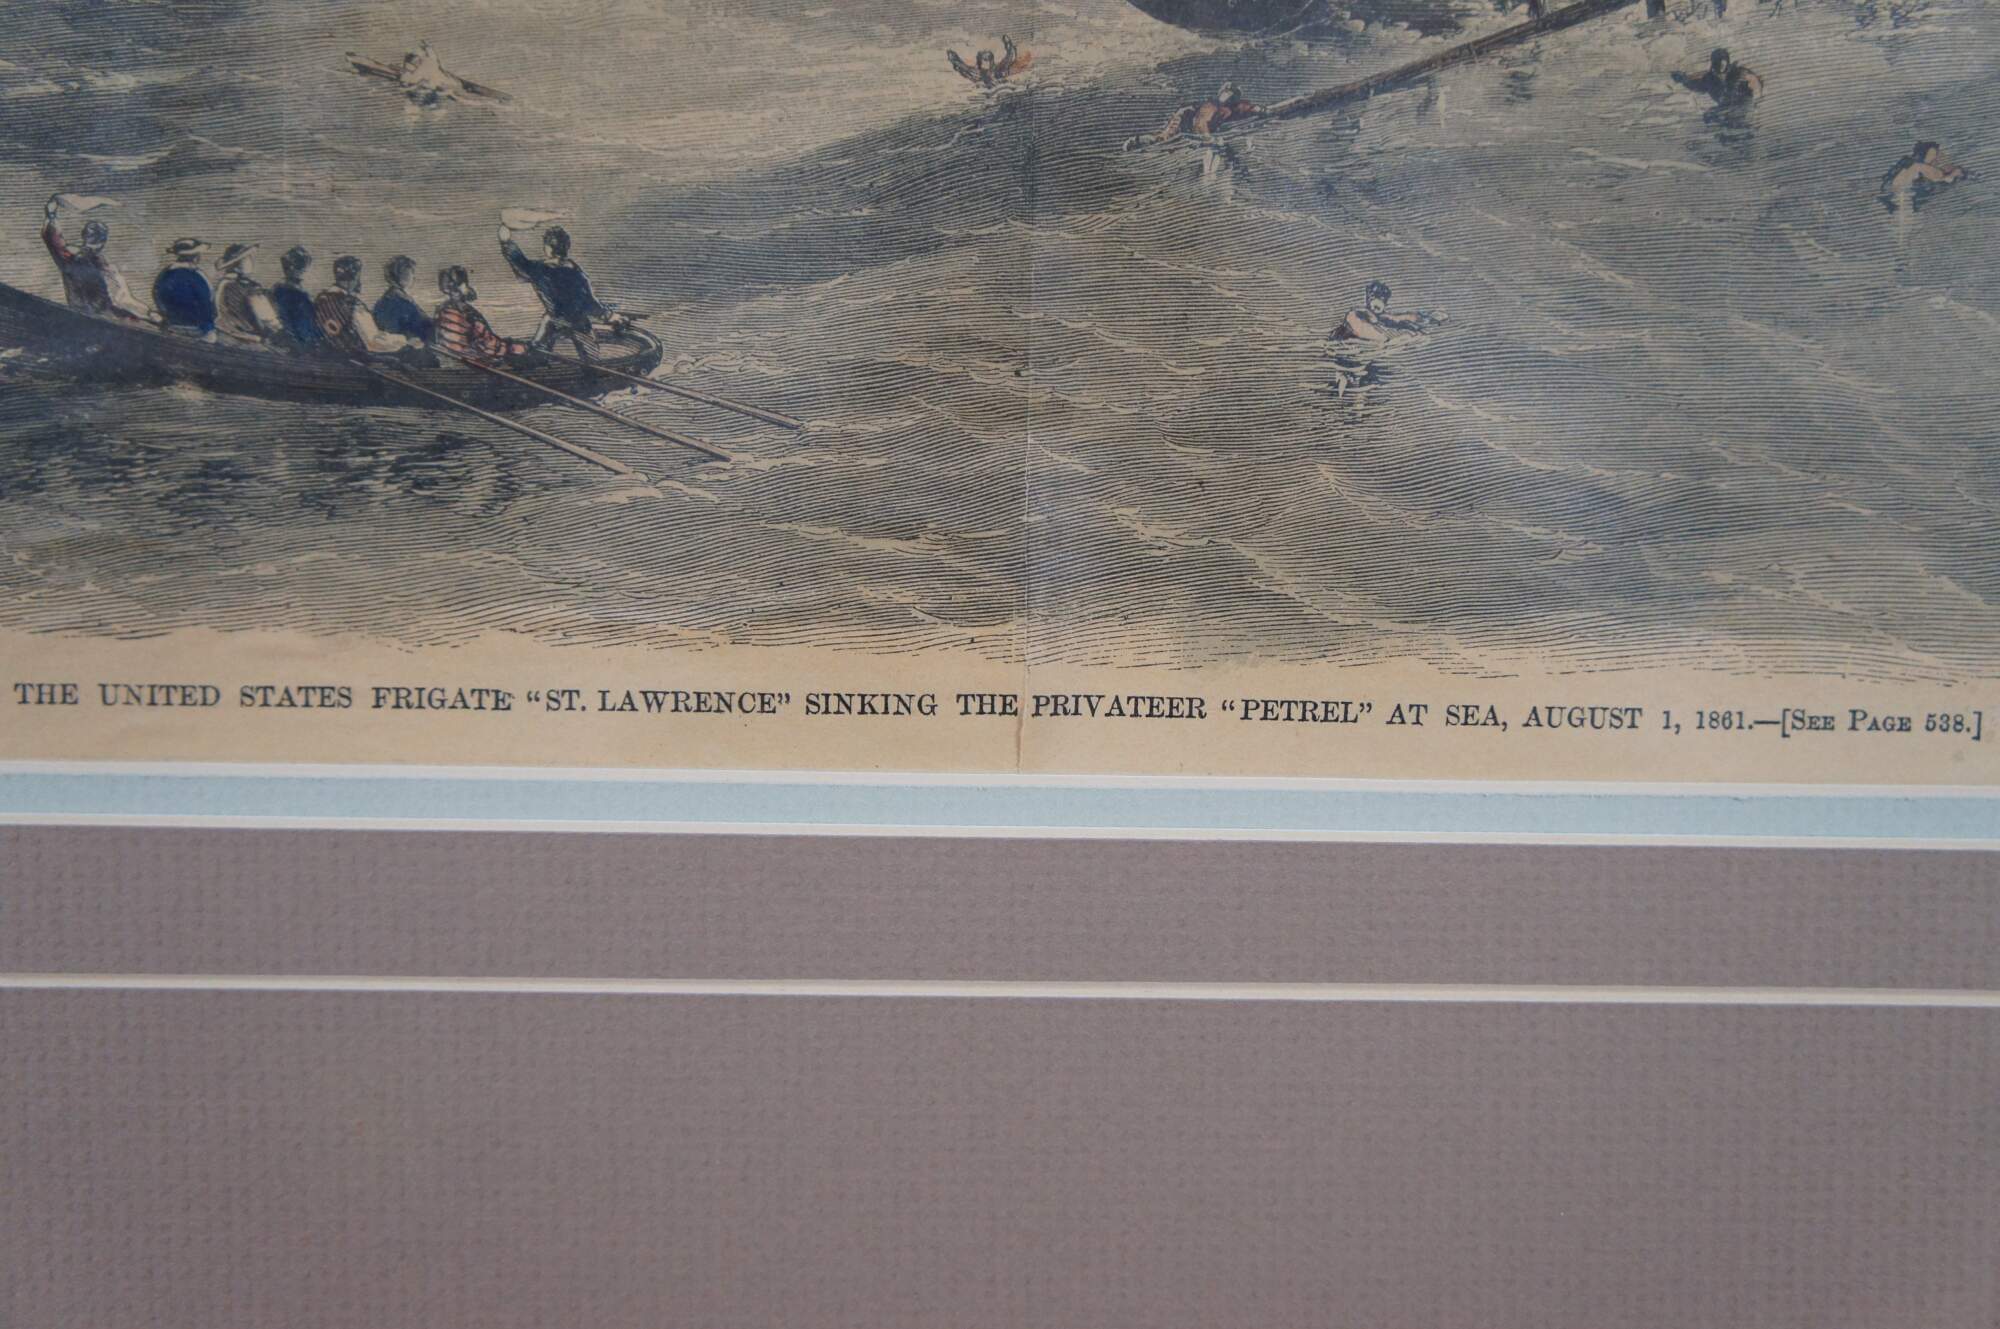 THE UNITED STATES FRIGATE “ST. LAWRENCE” SINKING THE PRIVATEER “PETREL” AT SEA, AUGUST 1, 1861.—[SEE PAGE 538.]